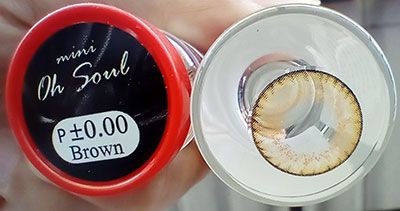 mini
Oh Soul
P ±0.00
Brown